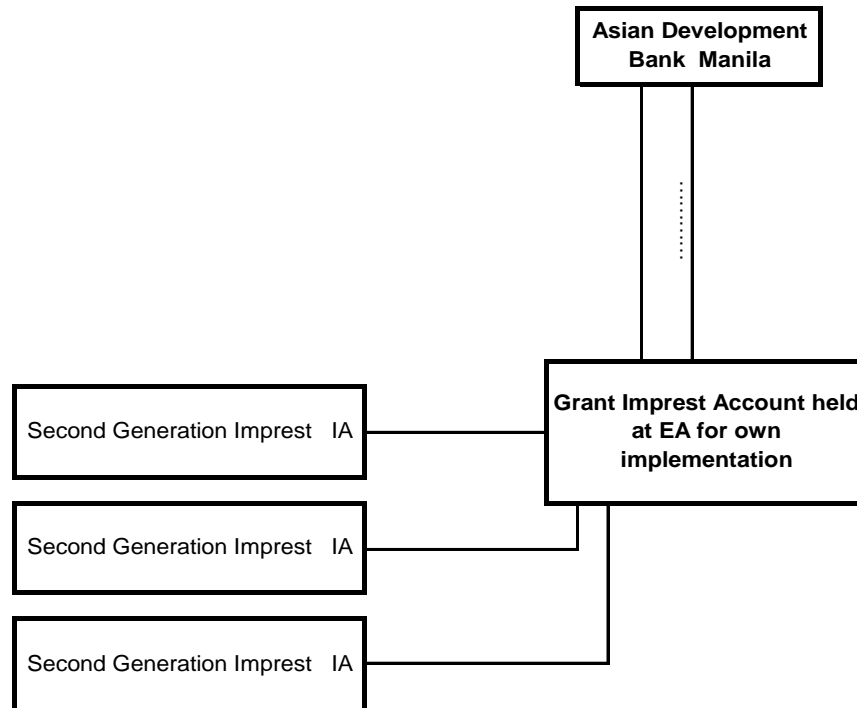 Asian Development
Bank Manila
Grant Imprest Account held
at EA for own
implementation
Second Generation Imprest IA
Second Generation Imprest IA
Second Generation Imprest IA